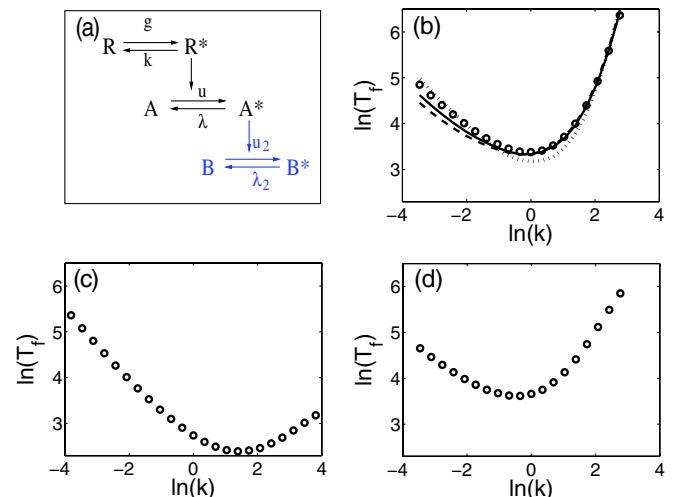 (a)
g
R R*
k
u
A A*
λ
u2
B B*
λ2
(b)
ln(Tf)
6
5
4
3
−4 −2 0 2 4
ln(k)
(c)
ln(Tf)
6
5
4
3
−4 −2 0 2 4
ln(k)
(d)
ln(Tf)
6
5
4
3
−4 −2 0 2 4
ln(k)